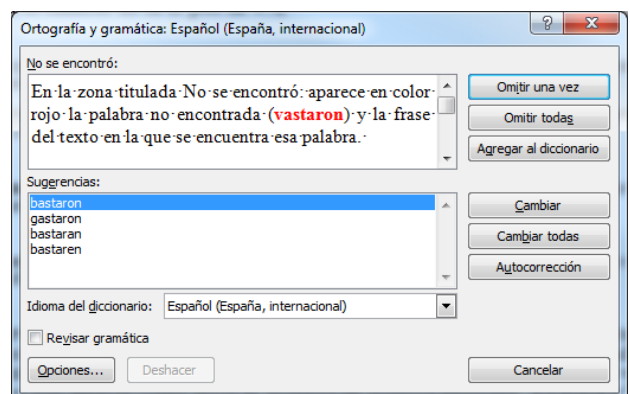 Ortografía y gramática: Español (España, internacional)
No se encontró:
En·la·zona·titulada·No·se·encontró:·aparece·en·color·
rojo·la·palabra·no·encontrada·(vastaron)·y·la·frase·
del·texto·en·la·que·se·encuentra·esa·palabra.·
Omitir una vez
Omitir todas
Agregar al diccionario
Sugerencias:
bastaron
gastaron
bastaran
bastaren
Cambiar
Cambiar todas
Autocorrección
Idioma del diccionario: Español (España, internacional)
Revisar gramática
Opciones... Deshacer Cancelar